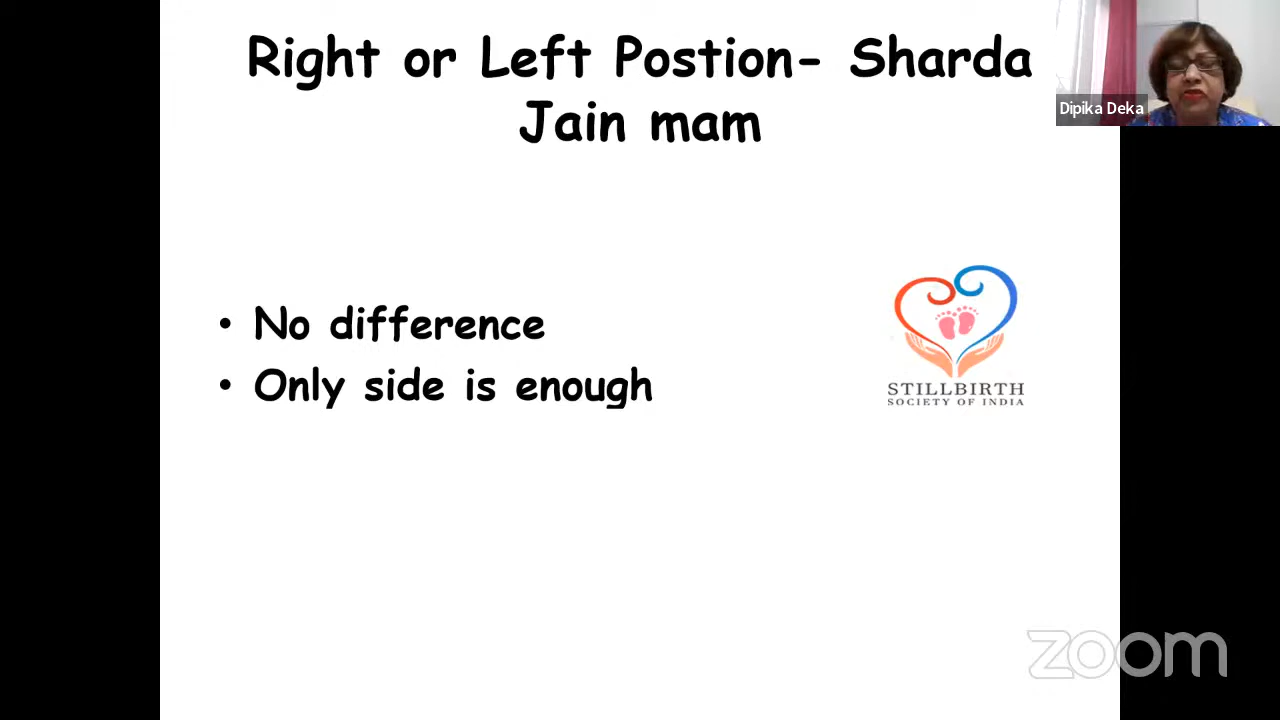 Right or Left Postion- Sharda
Jain mam
Dipika Deka
• No difference
• Only side is enough
STILLBIRTH
SOCIETY OF INDIA
zoom